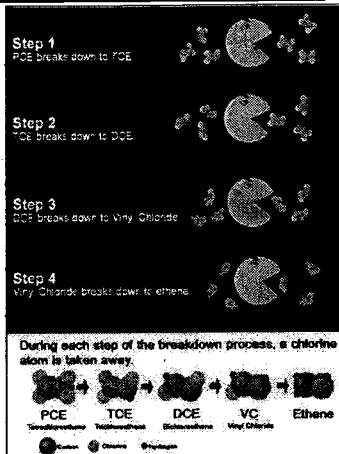 Step 1
PCE breaks down to TCE
Step 2
TCE breaks down to DCE
Step 3
DCE breaks down to Vinyl Chloride
Step 4
Vinyl Chloride breaks down to ethene
During each step of the breakdown process, a chlorine
atom is taken away.
PCE TCE DCE VC Ethene
Tetrachloroethene Trichloroethene Dichloroethene Vinyl Chloride
Carbon Chlorine Hydrogen